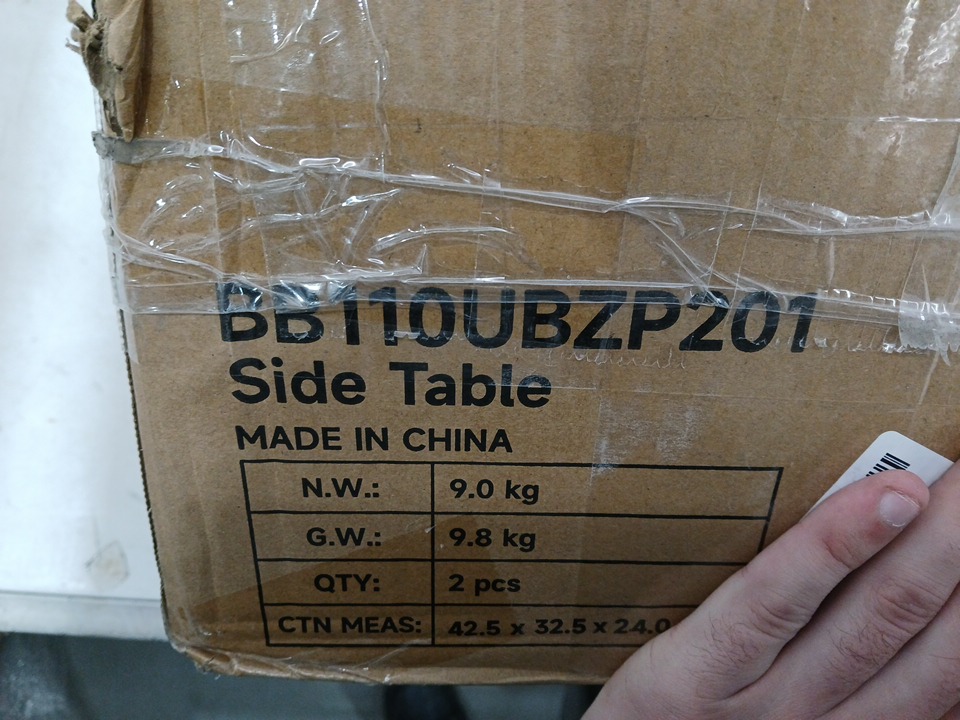 BB110UBZP201
Side Table
MADE IN CHINA
N.W.: 9.0 kg
G.W.: 9.8 kg
QTY: 2 pcs
CTN MEAS: 42.5 x 32.5 x 24.0